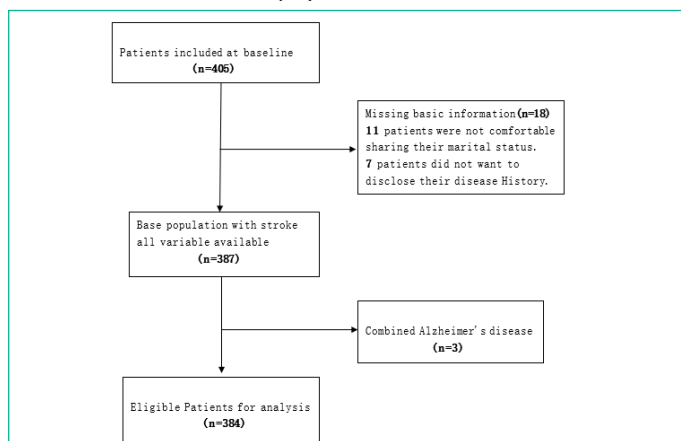 Patients included at baseline
(n=405)
Missing basic information(n=18)
11 patients were not comfortable
sharing their marital status.
7 patients did not want to
disclose their disease History.
Base population with stroke
all variable available
(n=387)
Combined Alzheimer's disease
(n=3)
Eligible Patients for analysis
(n=384)